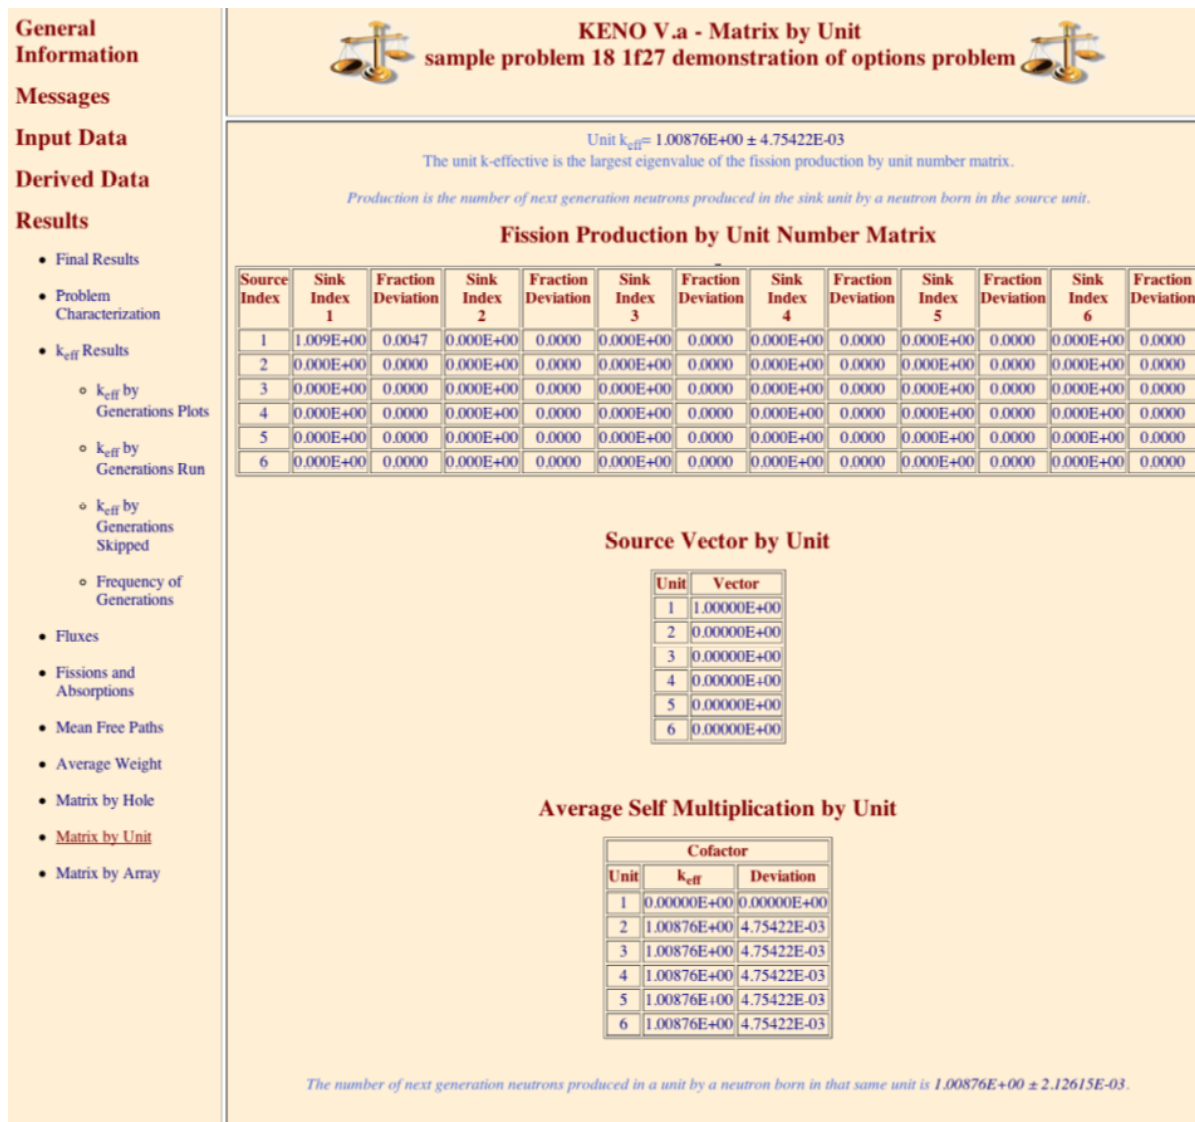 General
Information
Messages
Input Data
Derived Data
Results
Final Results
Problem
Characterization
keff Results
keff by
Generations Plots
keff by
Generations Run
keff by
Generations
Skipped
Frequency of
Generations
Fluxes
Fissions and
Absorptions
Mean Free Paths
Average Weight
Matrix by Hole
Matrix by Unit
Matrix by Array
KENO V.a - Matrix by Unit
sample problem 18 1f27 demonstration of options problem
Unit keff= 1.00876E+00 ± 4.75422E-03
The unit k-effective is the largest eigenvalue of the fission production by unit number matrix.
Production is the number of next generation neutrons produced in the sink unit by a neutron born in the source unit.
Fission Production by Unit Number Matrix
Source Index Sink Index 1 Fraction Deviation Sink Index 2 Fraction Deviation Sink Index 3 Fraction Deviation Sink Index 4 Fraction Deviation Sink Index 5 Fraction Deviation Sink Index 6 Fraction Deviation
1 1.009E+00 0.0047 0.000E+00 0.0000 0.000E+00 0.0000 0.000E+00 0.0000 0.000E+00 0.0000 0.000E+00 0.0000
2 0.000E+00 0.0000 0.000E+00 0.0000 0.000E+00 0.0000 0.000E+00 0.0000 0.000E+00 0.0000 0.000E+00 0.0000
3 0.000E+00 0.0000 0.000E+00 0.0000 0.000E+00 0.0000 0.000E+00 0.0000 0.000E+00 0.0000 0.000E+00 0.0000
4 0.000E+00 0.0000 0.000E+00 0.0000 0.000E+00 0.0000 0.000E+00 0.0000 0.000E+00 0.0000 0.000E+00 0.0000
5 0.000E+00 0.0000 0.000E+00 0.0000 0.000E+00 0.0000 0.000E+00 0.0000 0.000E+00 0.0000 0.000E+00 0.0000
6 0.000E+00 0.0000 0.000E+00 0.0000 0.000E+00 0.0000 0.000E+00 0.0000 0.000E+00 0.0000 0.000E+00 0.0000
Source Vector by Unit
Unit Vector
1 1.00000E+00
2 0.00000E+00
3 0.00000E+00
4 0.00000E+00
5 0.00000E+00
6 0.00000E+00
Average Self Multiplication by Unit
Cofactor
Unit keff Deviation
1 0.00000E+00 0.00000E+00
2 1.00876E+00 4.75422E-03
3 1.00876E+00 4.75422E-03
4 1.00876E+00 4.75422E-03
5 1.00876E+00 4.75422E-03
6 1.00876E+00 4.75422E-03
The number of next generation neutrons produced in a unit by a neutron born in that same unit is 1.00876E+00 ± 2.12615E-03.